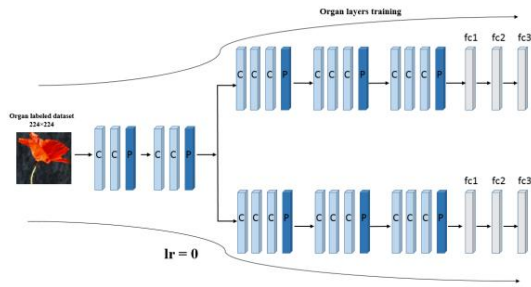 Organ layers training
fc1 fc2 fc3
C C C P C C C P C C C P
Organ labeled dataset
224×224
C C P C C P
fc1 fc2 fc3
C C C P C C C P C C C P
lr = 0